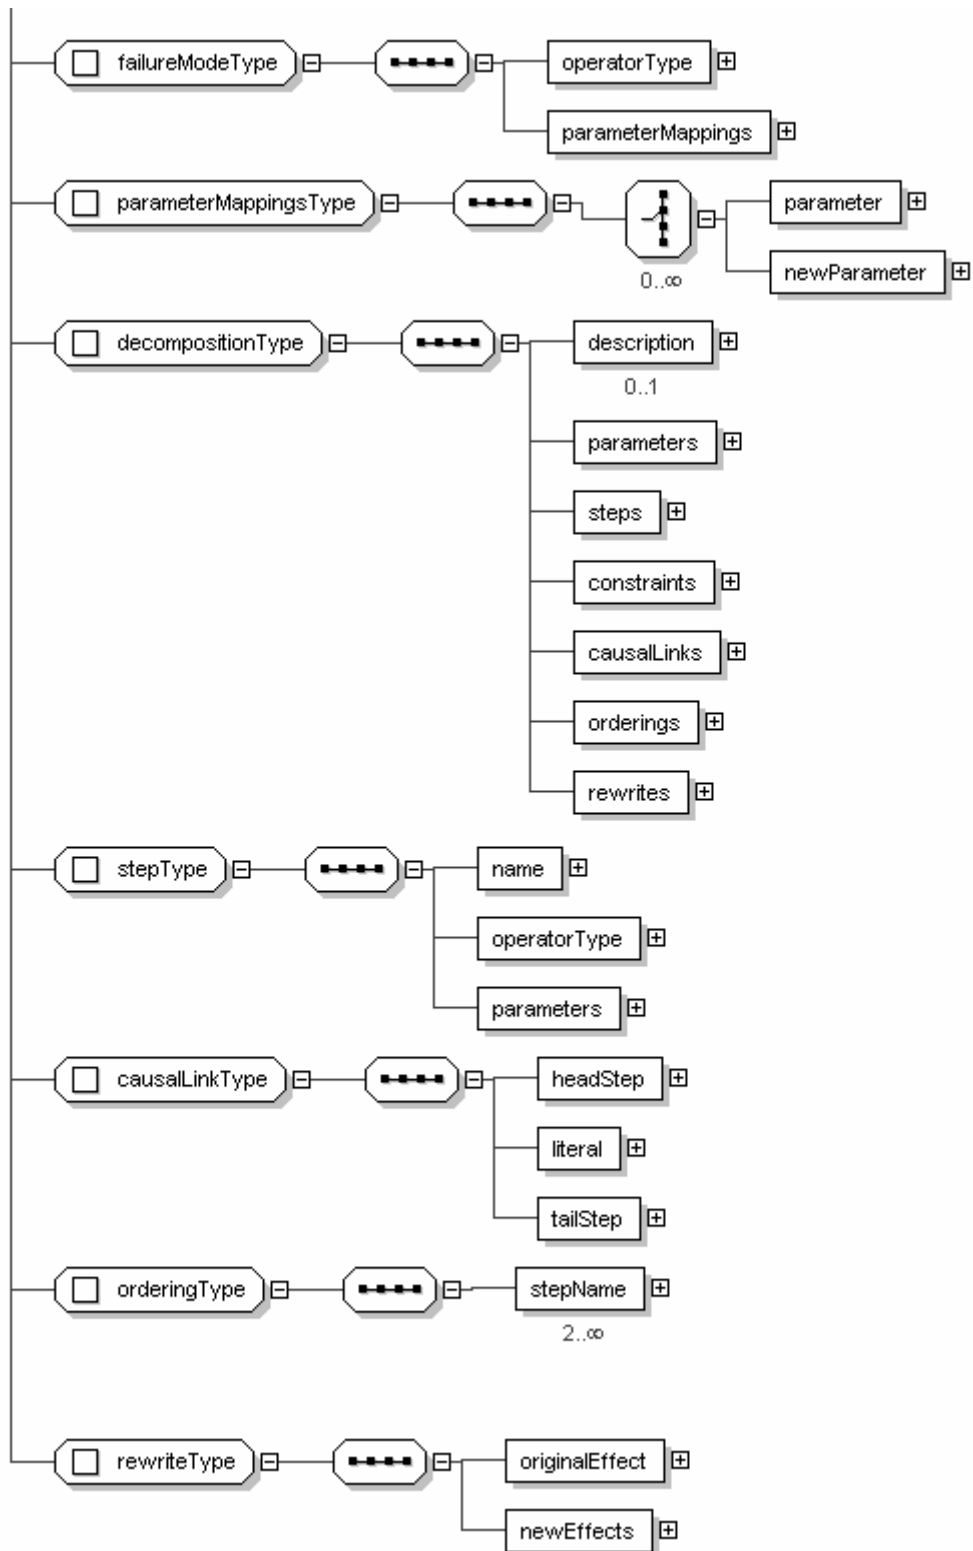 failureModeType
operatorType
parameterMappings
parameterMappingsType
parameter
newParameter
0..∞
decompositionType
description
0..1
parameters
steps
constraints
causalLinks
orderings
rewrites
stepType
name
operatorType
parameters
causalLinkType
headStep
literal
tailStep
orderingType
stepName
2..∞
rewriteType
originalEffect
newEffects